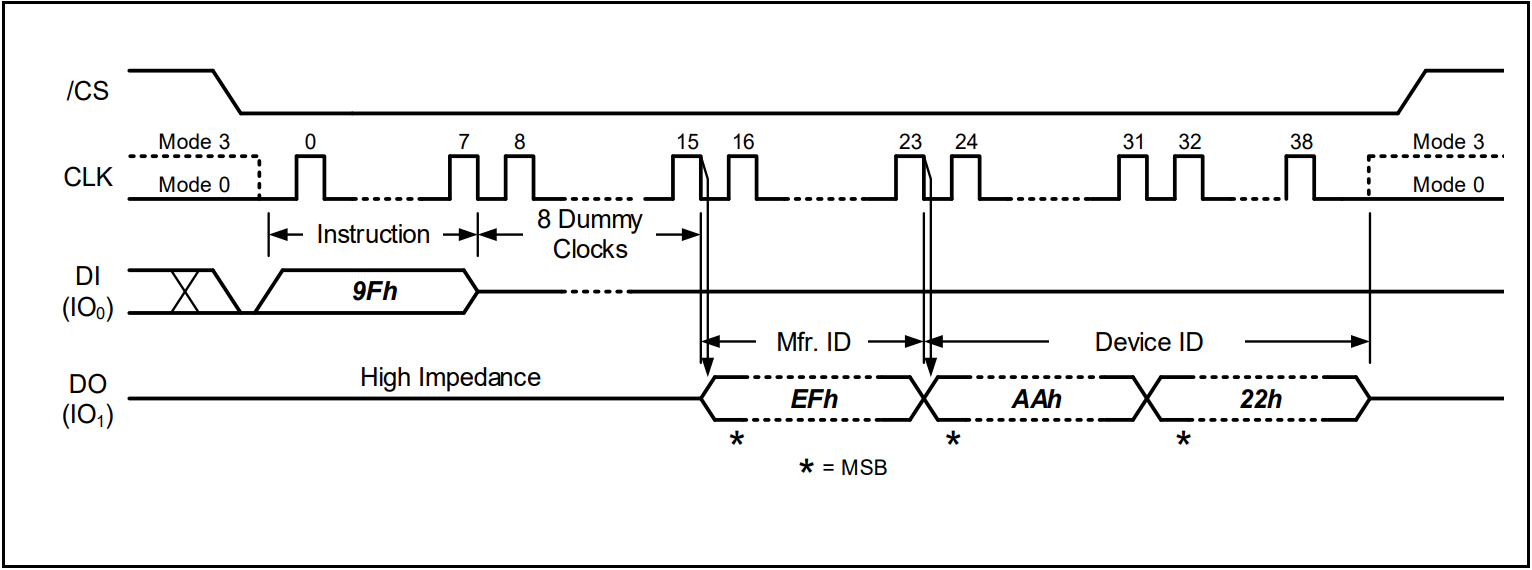 /CS
Mode 3 0 7 8 15 16 23 24 31 32 38 Mode 3
CLK
Mode 0 Mode 0
Instruction
8 Dummy
Clocks
DI
(IO0)
9Fh
Mfr. ID
Device ID
DO
(IO1)
High Impedance
EFh
AAh
22h
* * *
* = MSB